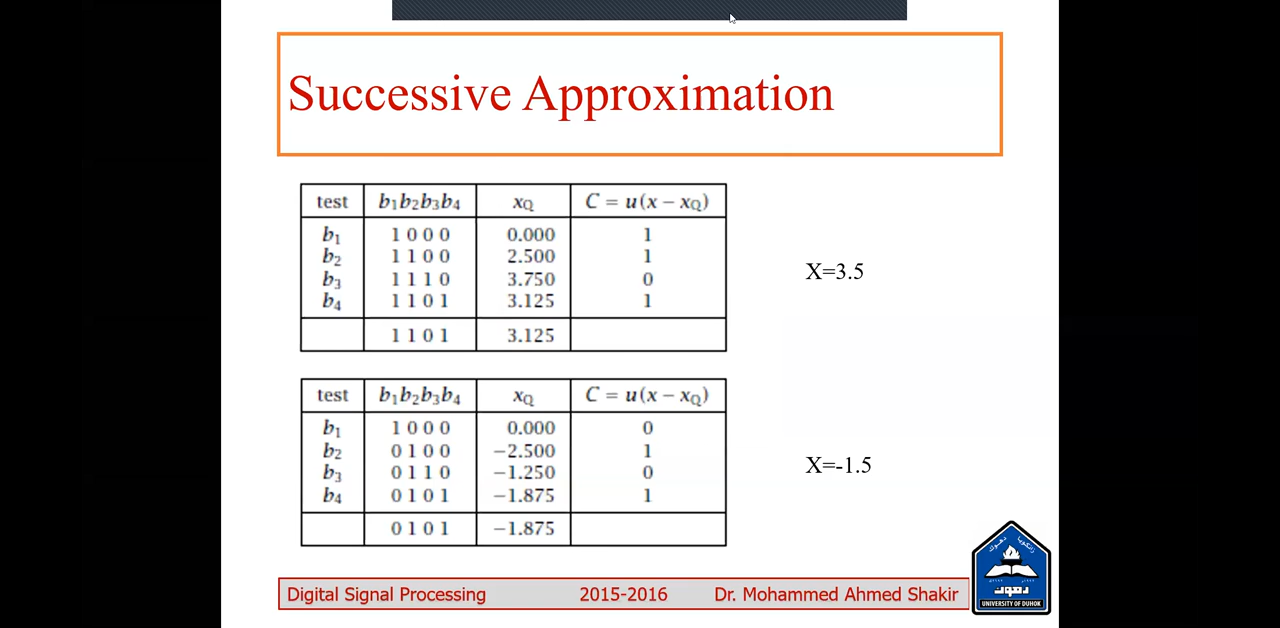 Successive Approximation
test b₁b₂b₃b₄ xQ C = u(x − xQ)
b₁ 1 0 0 0 0.000 1
b₂ 1 1 0 0 2.500 1
b₃ 1 1 1 0 3.750 0
b₄ 1 1 0 1 3.125 1
1 1 0 1 3.125
X=3.5
test b₁b₂b₃b₄ xQ C = u(x − xQ)
b₁ 1 0 0 0 0.000 0
b₂ 0 1 0 0 −2.500 1
b₃ 0 1 1 0 −1.250 0
b₄ 0 1 0 1 −1.875 1
0 1 0 1 −1.875
X=-1.5
Digital Signal Processing 2015-2016 Dr. Mohammed Ahmed Shakir
UNIVERSITY OF DUHOK